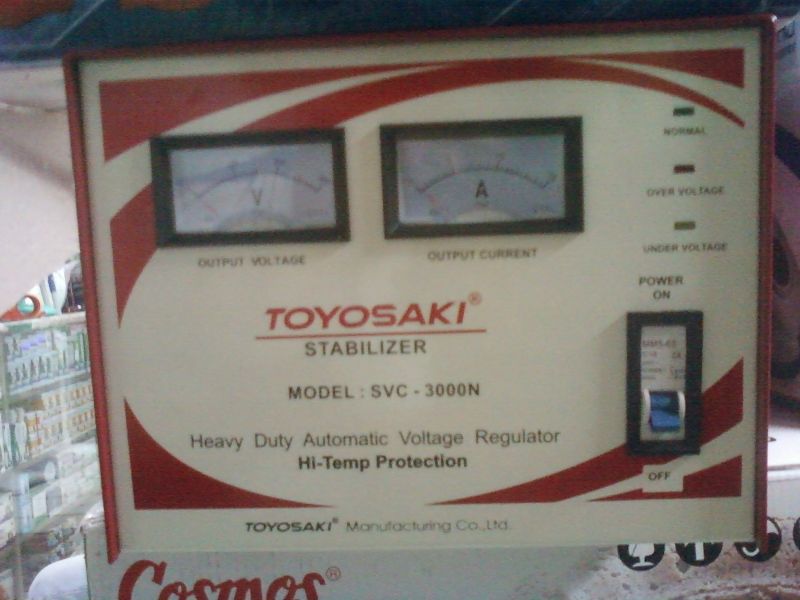 V
A
OUTPUT VOLTAGE
OUTPUT CURRENT
NORMAL
OVER VOLTAGE
UNDER VOLTAGE
POWER
ON
OFF
TOYOSAKI®
STABILIZER
MODEL : SVC - 3000N
Heavy Duty Automatic Voltage Regulator
Hi-Temp Protection
TOYOSAKI® Manufacturing Co.,Ltd.
Cosmos®